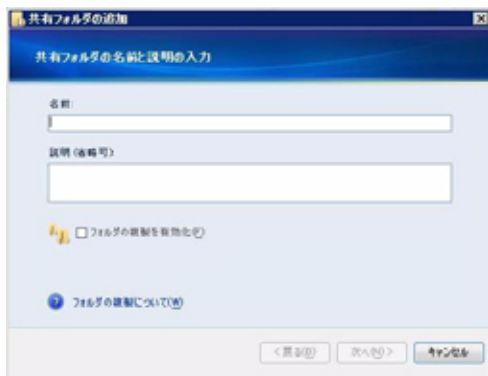 共有フォルダの追加
共有フォルダの名前と説明の入力
名前:
説明(省略可):
フォルダの複製を有効化(F)
フォルダの複製について(W)
<戻る(B) 次へ(N)> キャンセル